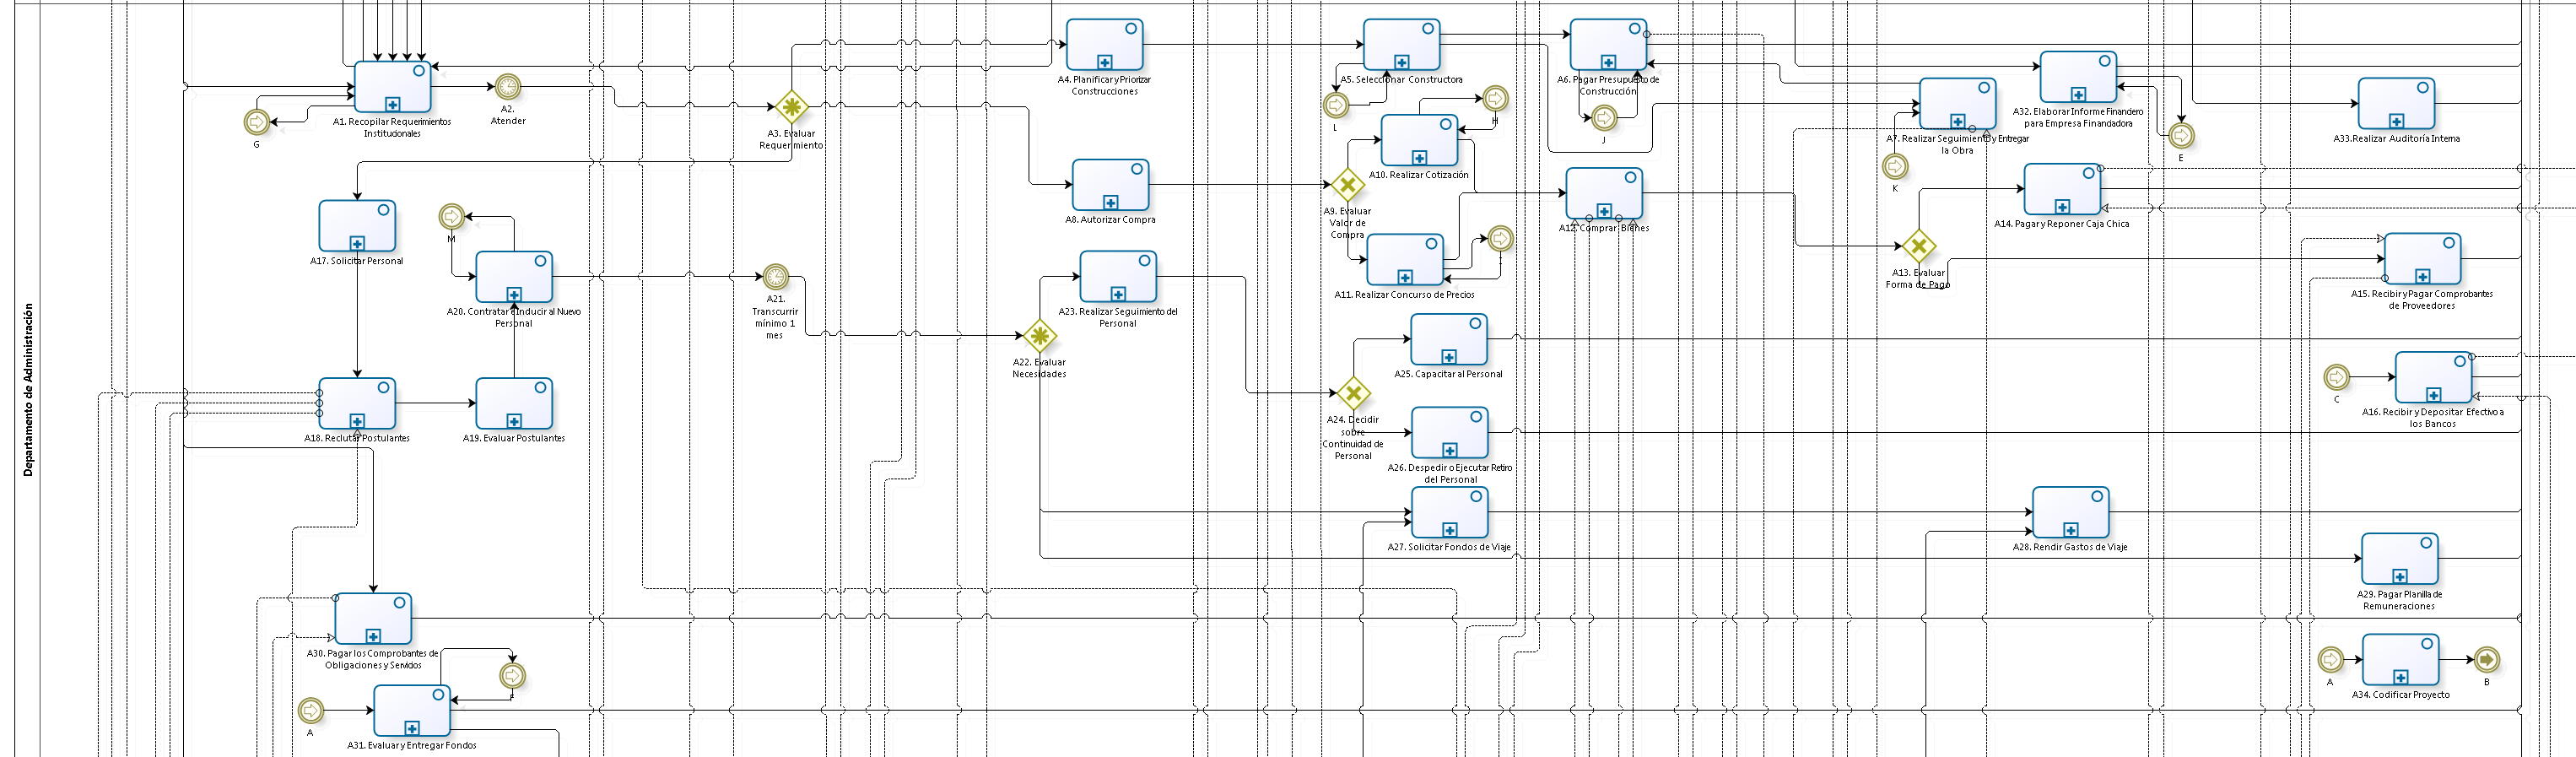 Departamento de Administración
A1. Recopilar Requerimientos
Institucionales
G
A2.
Atender
A3. Evaluar
Requerimiento
A4. Planificar y Priorizar
Construcciones
A5. Seleccionar Constructora
L
A6. Pagar Presupuesto de
Construcción
J
H
A7. Realizar Seguimiento y Entregar
la Obra
K
A32. Elaborar Informe Financiero
para Empresa Financiadora
E
A33.Realizar Auditoría Interna
A8. Autorizar Compra
A9. Evaluar
Valor de
Compra
A10. Realizar Cotización
A11. Realizar Concurso de Precios
I
A12. Comprar Bienes
A13. Evaluar
Forma de Pago
A14. Pagar y Reponer Caja Chica
A15. Recibir y Pagar Comprobantes
de Proveedores
C
A16. Recibir y Depositar Efectivo a
los Bancos
A17. Solicitar Personal
M
A20. Contratar e Inducir al Nuevo
Personal
A21.
Transcurrir
mínimo 1
mes
A18. Reclutar Postulantes
A19. Evaluar Postulantes
A22. Evaluar
Necesidades
A23. Realizar Seguimiento del
Personal
A24. Decidir
sobre
Continuidad de
Personal
A25. Capacitar al Personal
A26. Despedir o Ejecutar Retiro
del Personal
A27. Solicitar Fondos de Viaje
A28. Rendir Gastos de Viaje
A29. Pagar Planilla de
Remuneraciones
A30. Pagar los Comprobantes de
Obligaciones y Servicios
A
A31. Evaluar y Entregar Fondos
A
A34. Codificar Proyecto
B